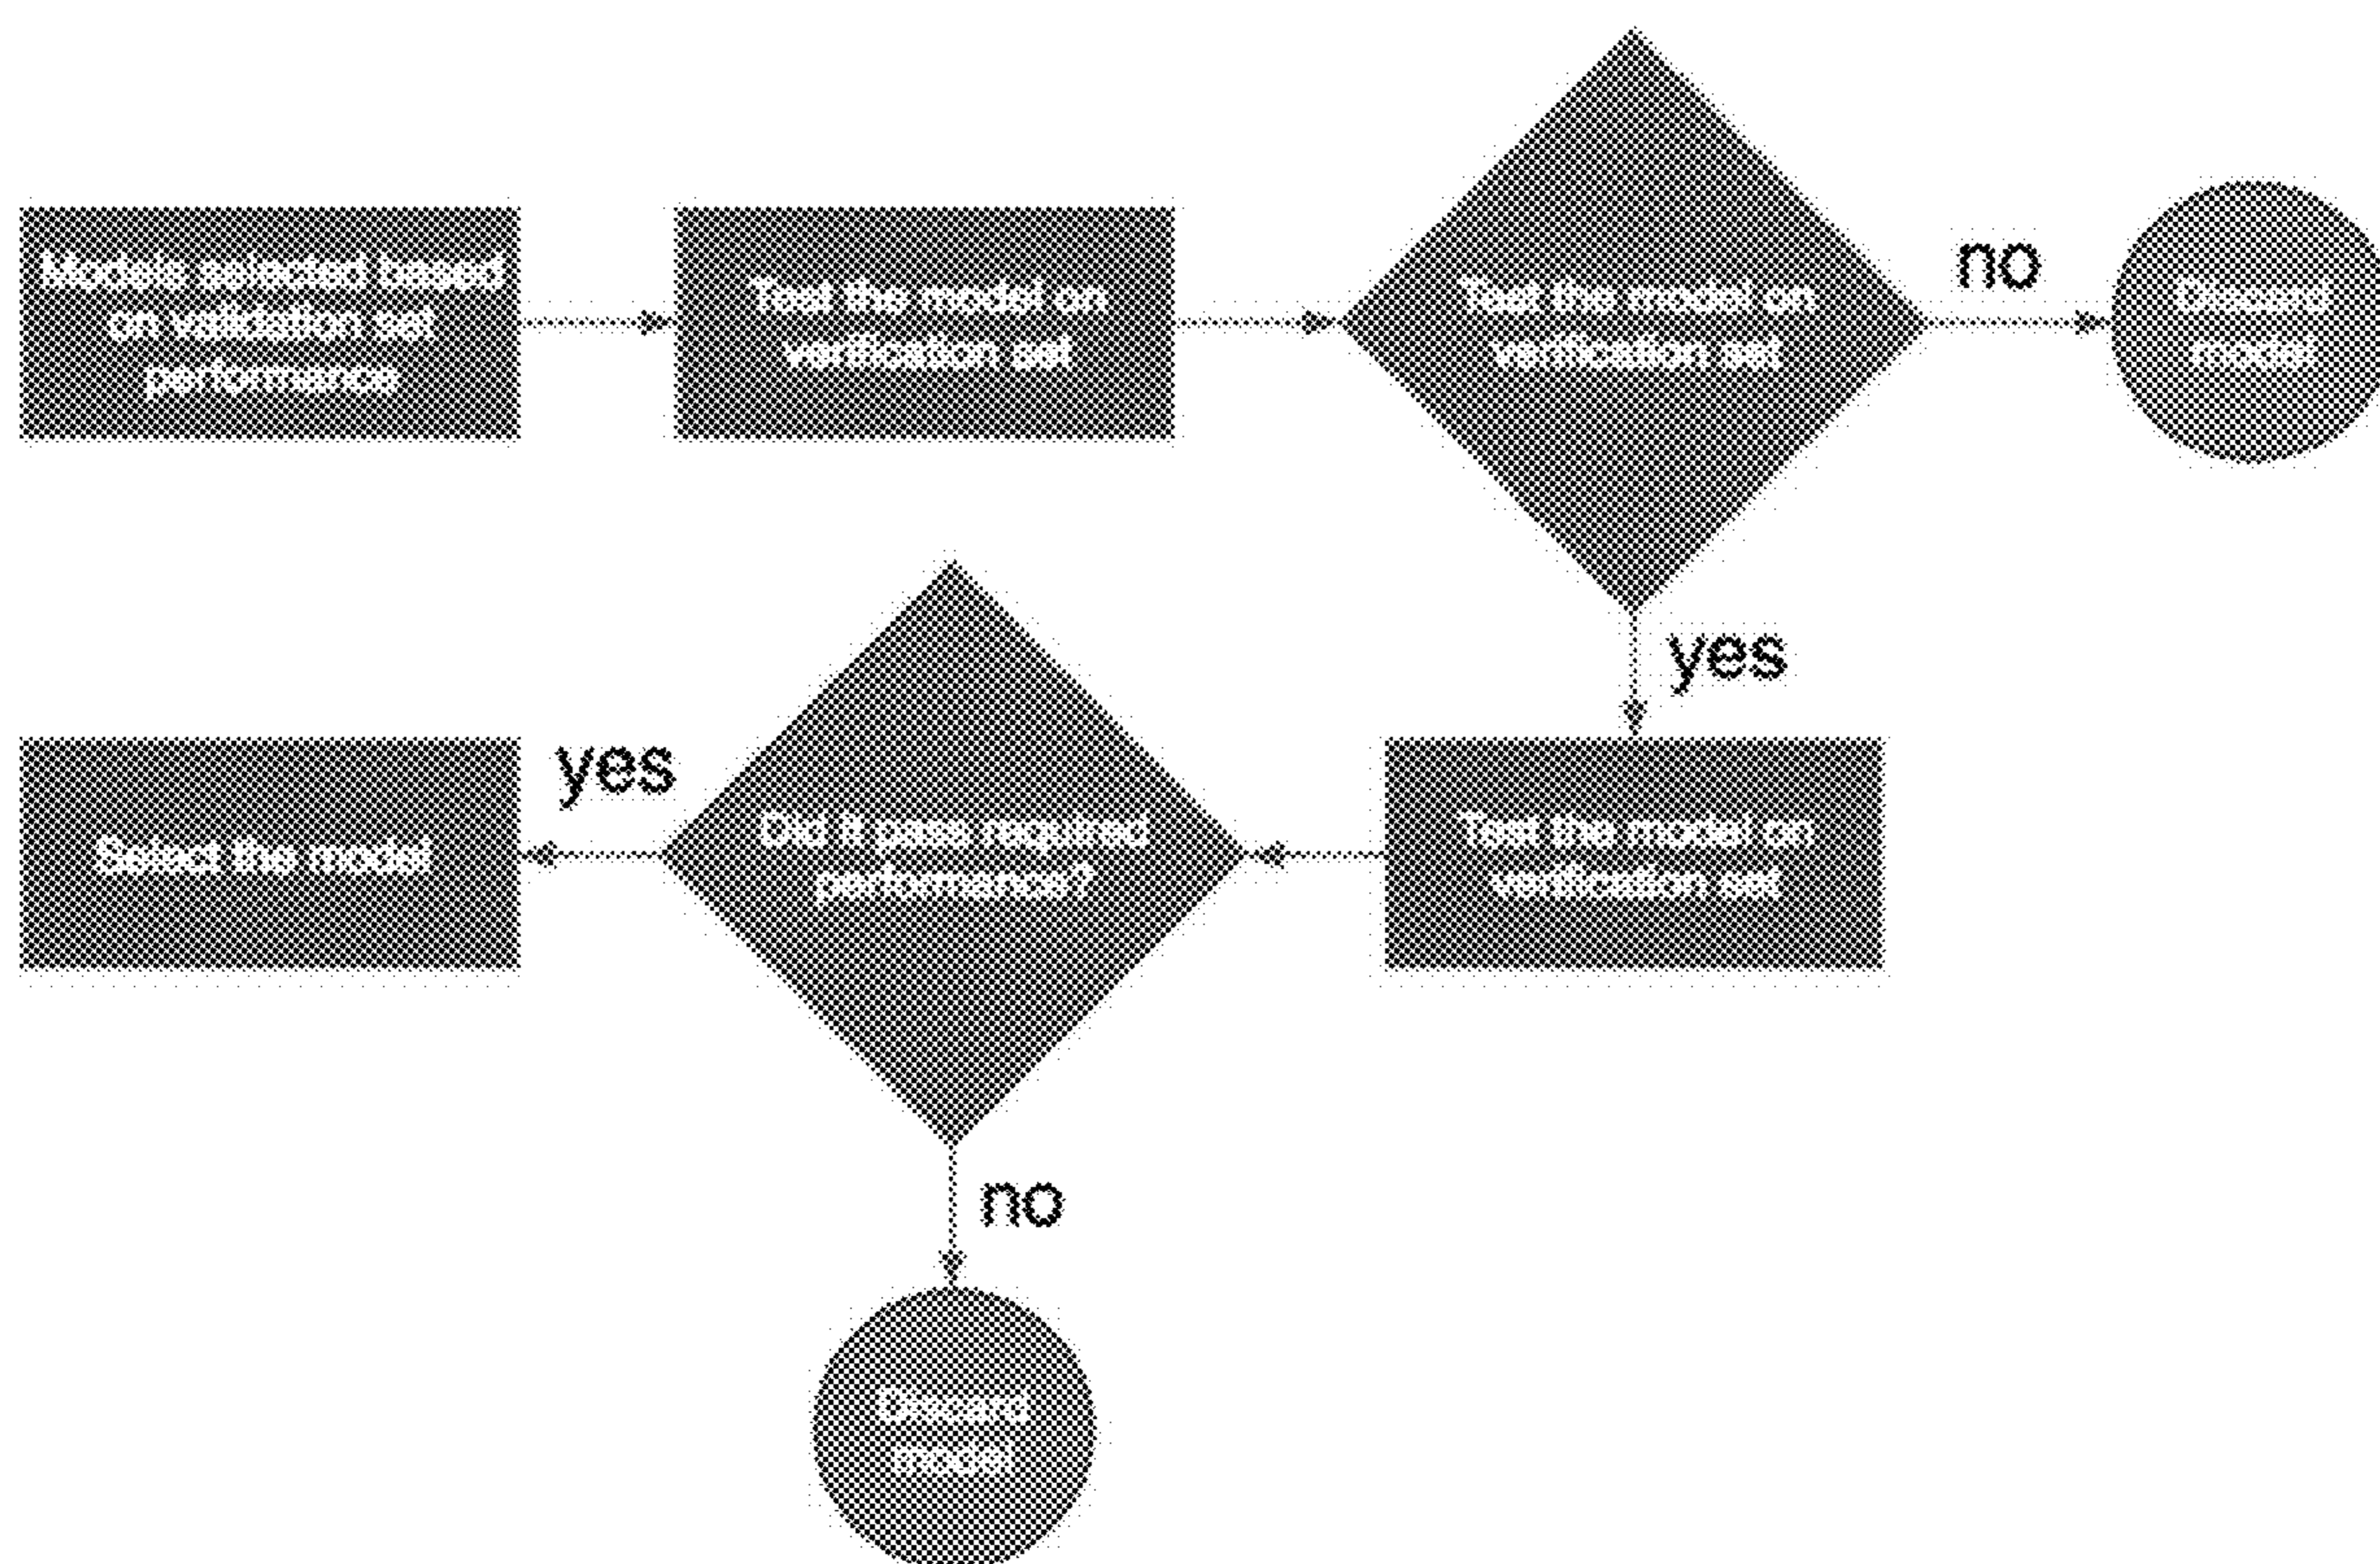 Models selected based
on validation set
performance
Test the model on
verification set
Test the model on
verification set
no
Discard
model
yes
Test the model on
verification set
Did it pass required
performance?
yes
Select the model
no
Discard
model